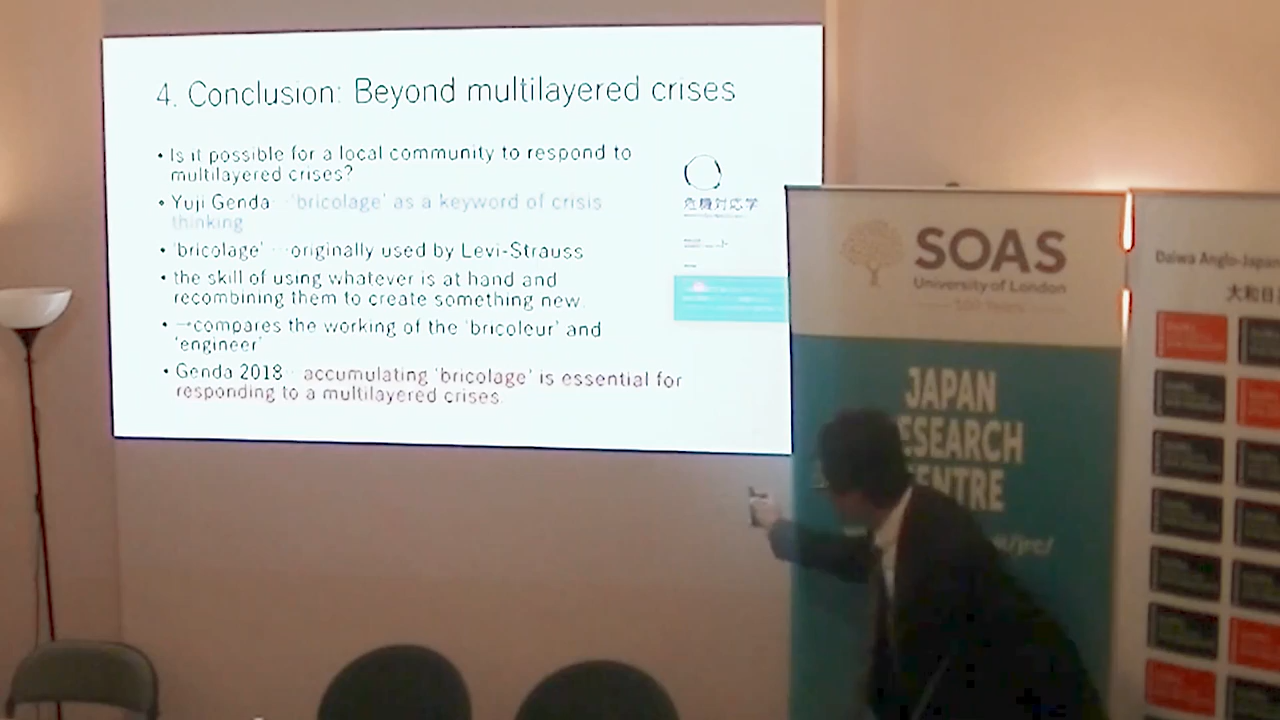 4. Conclusion: Beyond multilayered crises
• Is it possible for a local community to respond to
multilayered crises?
• Yuji Genda 'bricolage' as a keyword of crisis
thinking
• 'bricolage' …originally used by Levi-Strauss
• the skill of using whatever is at hand and
recombining them to create something new.
• →compares the working of the 'bricoleur' and
'engineer'
• Genda 2018 accumulating 'bricolage' is essential for
responding to a multilayered crises.
危機対応学
SOAS
University of London
100 Years
JAPAN
ESEARCH
ENTRE
/jrc/
Daiwa Anglo-Japan
大和日